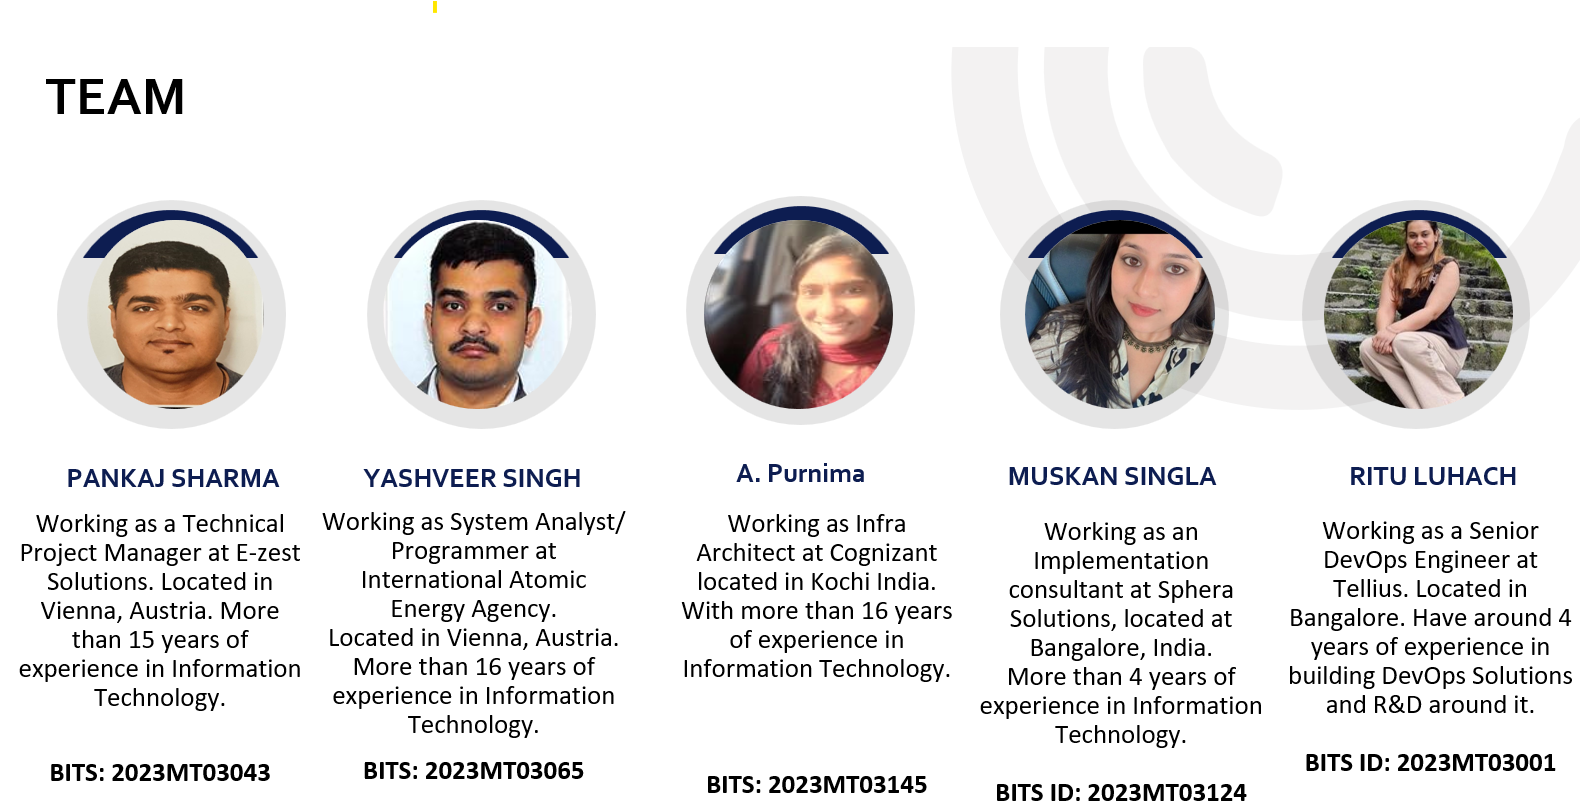 TEAM
PANKAJ SHARMA
Working as a Technical
Project Manager at E-zest
Solutions. Located in
Vienna, Austria. More
than 15 years of
experience in Information
Technology.
BITS: 2023MT03043
YASHVEER SINGH
Working as System Analyst/
Programmer at
International Atomic
Energy Agency.
Located in Vienna, Austria.
More than 16 years of
experience in Information
Technology.
BITS: 2023MT03065
A. Purnima
Working as Infra
Architect at Cognizant
located in Kochi India.
With more than 16 years
of experience in
Information Technology.
BITS: 2023MT03145
MUSKAN SINGLA
Working as an
Implementation
consultant at Sphera
Solutions, located at
Bangalore, India.
More than 4 years of
experience in Information
Technology.
BITS ID: 2023MT03124
RITU LUHACH
Working as a Senior
DevOps Engineer at
Tellius. Located in
Bangalore. Have around 4
years of experience in
building DevOps Solutions
and R&D around it.
BITS ID: 2023MT03001